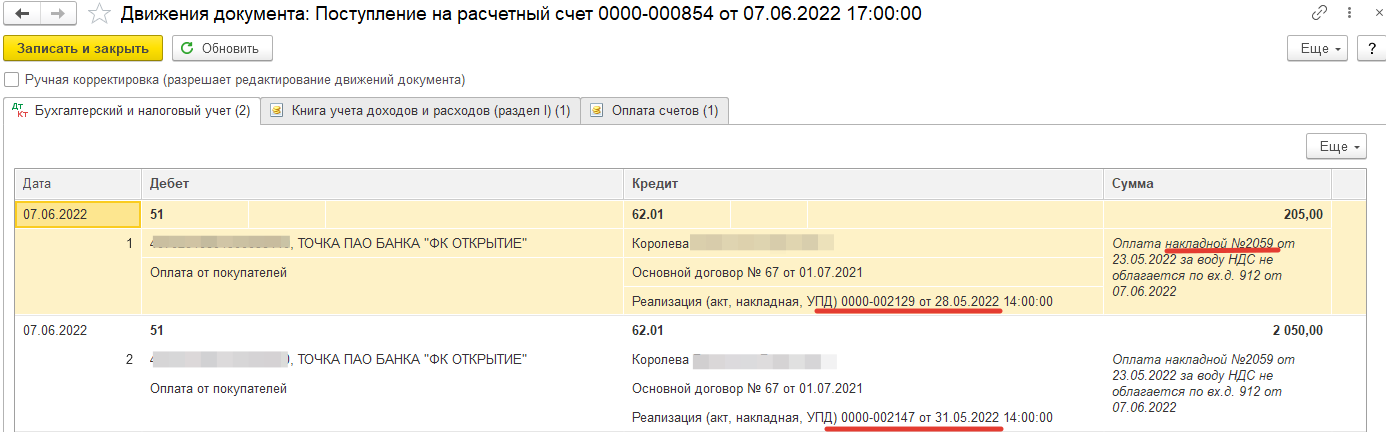 Движения документа: Поступление на расчетный счет 0000-000854 от 07.06.2022 17:00:00
Записать и закрыть
Обновить
Еще
?
Ручная корректировка (разрешает редактирование движений документа)
Дт Кт Бухгалтерский и налоговый учет (2)
Книга учета доходов и расходов (раздел I) (1)
Оплата счетов (1)
Еще
Дата Дебет Кредит Сумма
07.06.2022 51 62.01 205,00
1 , ТОЧКА ПАО БАНКА "ФК ОТКРЫТИЕ" Королева Оплата накладной №2059 от
23.05.2022 за воду НДС не
Оплата от покупателей Основной договор № 67 от 01.07.2021 облагается по вх.д. 912 от
07.06.2022
Реализация (акт, накладная, УПД) 0000-002129 от 28.05.2022 14:00:00
07.06.2022 51 62.01 2 050,00
2 , ТОЧКА ПАО БАНКА "ФК ОТКРЫТИЕ" Королева Оплата накладной №2059 от
23.05.2022 за воду НДС не
Оплата от покупателей Основной договор № 67 от 01.07.2021 облагается по вх.д. 912 от
07.06.2022
Реализация (акт, накладная, УПД) 0000-002147 от 31.05.2022 14:00:00